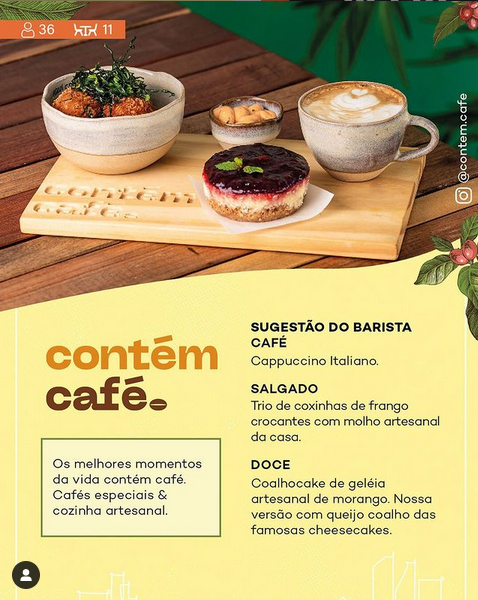 36 11
@contem.cafe
contém
café
contém
café.
Os melhores momentos
da vida contém café.
Cafés especiais &
cozinha artesanal.
SUGESTÃO DO BARISTA
CAFÉ
Cappuccino Italiano.
SALGADO
Trio de coxinhas de frango
crocantes com molho artesanal
da casa.
DOCE
Coalhocake de geléia
artesanal de morango. Nossa
versão com queijo coalho das
famosas cheesecakes.